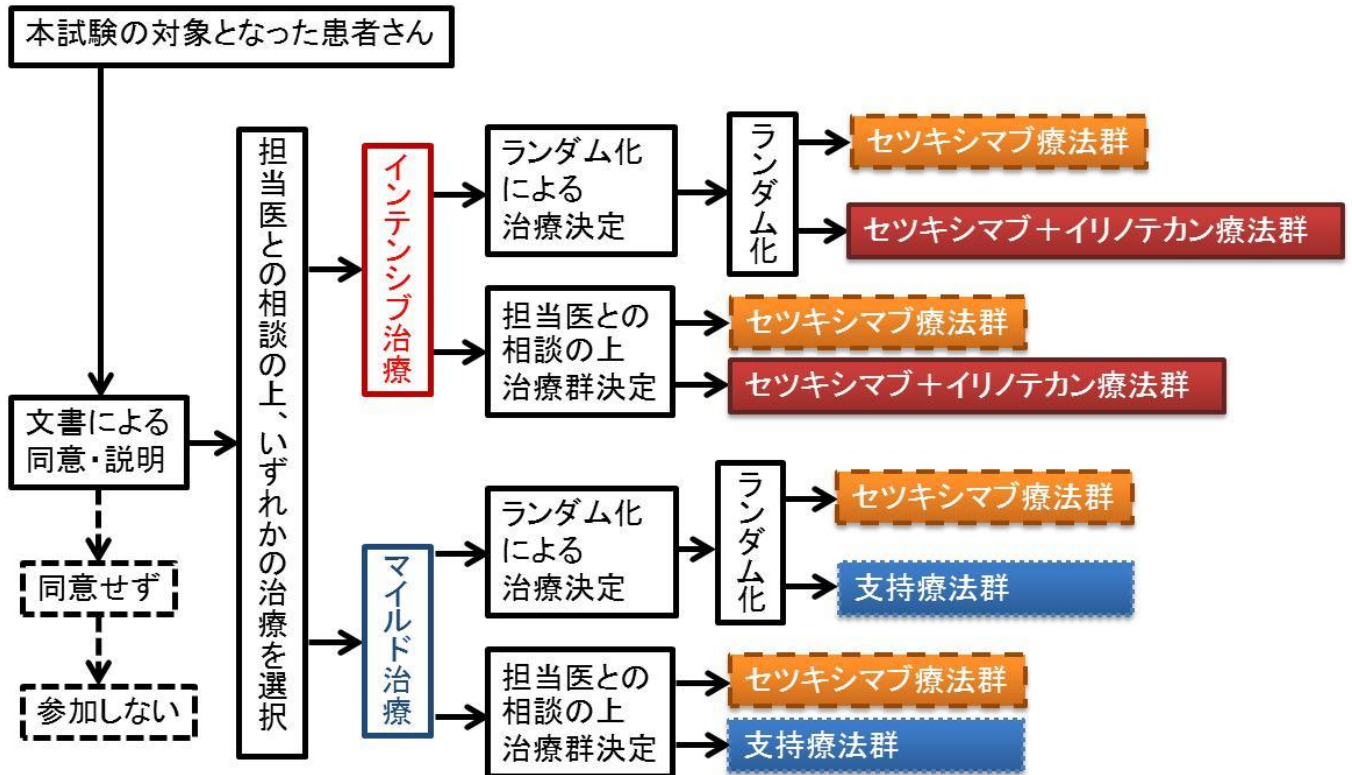 本試験の対象となった患者さん
文書による
同意・説明
同意せず
参加しない
担当医との相談の上、いずれかの治療を選択
インテンシブ治療
ランダム化
による
治療決定
ランダム化
セツキシマブ療法群
セツキシマブ＋イリノテカン療法群
担当医との
相談の上
治療群決定
セツキシマブ療法群
セツキシマブ＋イリノテカン療法群
マイルド治療
ランダム化
による
治療決定
ランダム化
セツキシマブ療法群
支持療法群
担当医との
相談の上
治療群決定
セツキシマブ療法群
支持療法群